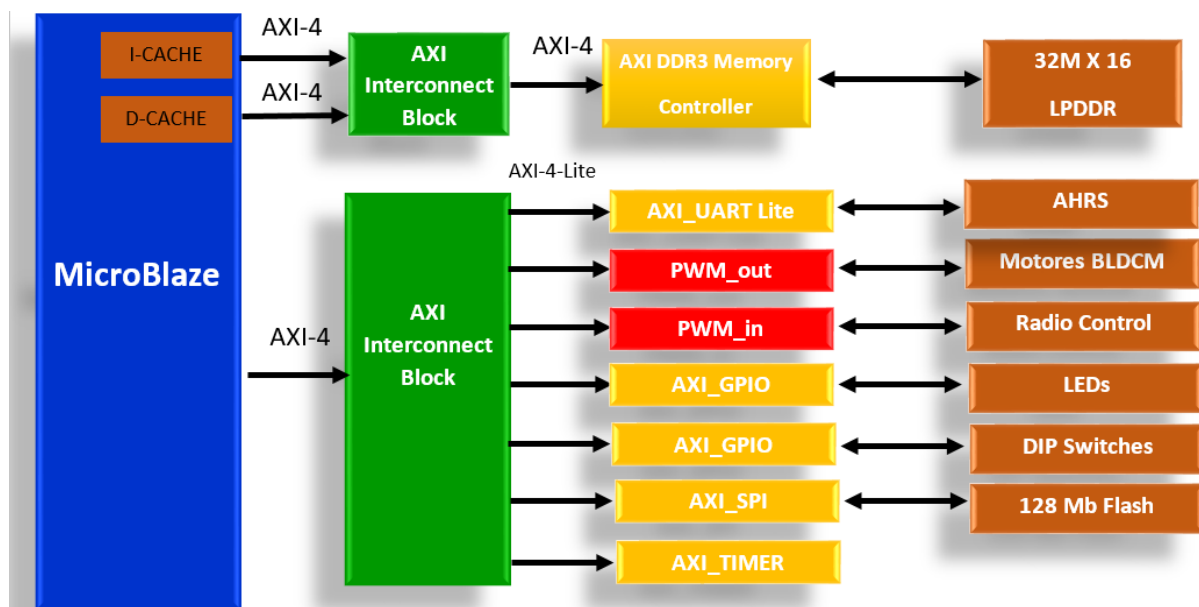 MicroBlaze
I-CACHE
D-CACHE
AXI-4
AXI-4
AXI
Interconnect
Block
AXI-4
AXI DDR3 Memory
Controller
32M X 16
LPDDR
AXI-4
AXI
Interconnect
Block
AXI-4-Lite
AXI_UART Lite
AHRS
PWM_out
Motores BLDCM
PWM_in
Radio Control
AXI_GPIO
LEDs
AXI_GPIO
DIP Switches
AXI_SPI
128 Mb Flash
AXI_TIMER